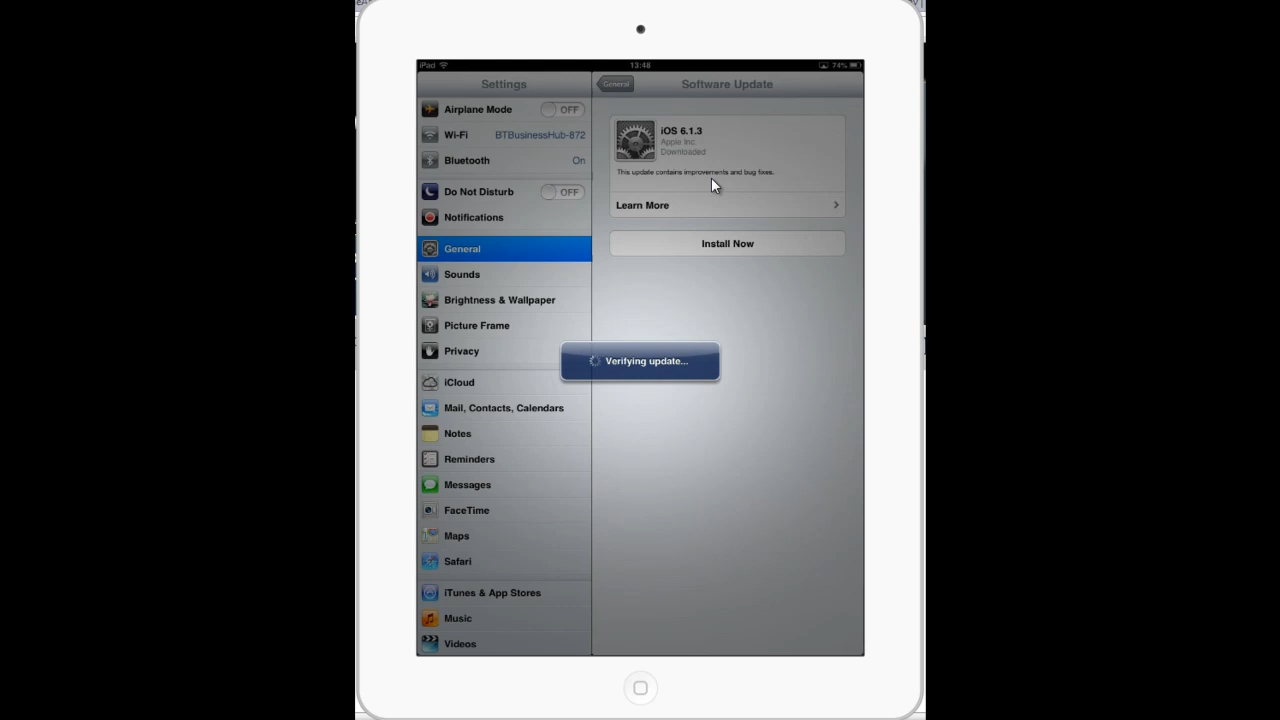 iPad
13:48
74%
Settings
General
Software Update
Airplane Mode OFF
Wi-Fi BTBusinessHub-872
Bluetooth On
Do Not Disturb OFF
Notifications
General
Sounds
Brightness & Wallpaper
Picture Frame
Privacy
iCloud
Mail, Contacts, Calendars
Notes
Reminders
Messages
FaceTime
Maps
Safari
iTunes & App Stores
Music
Videos
iOS 6.1.3
Apple Inc.
Downloaded
This update contains improvements and bug fixes.
Learn More
Install Now
Verifying update...